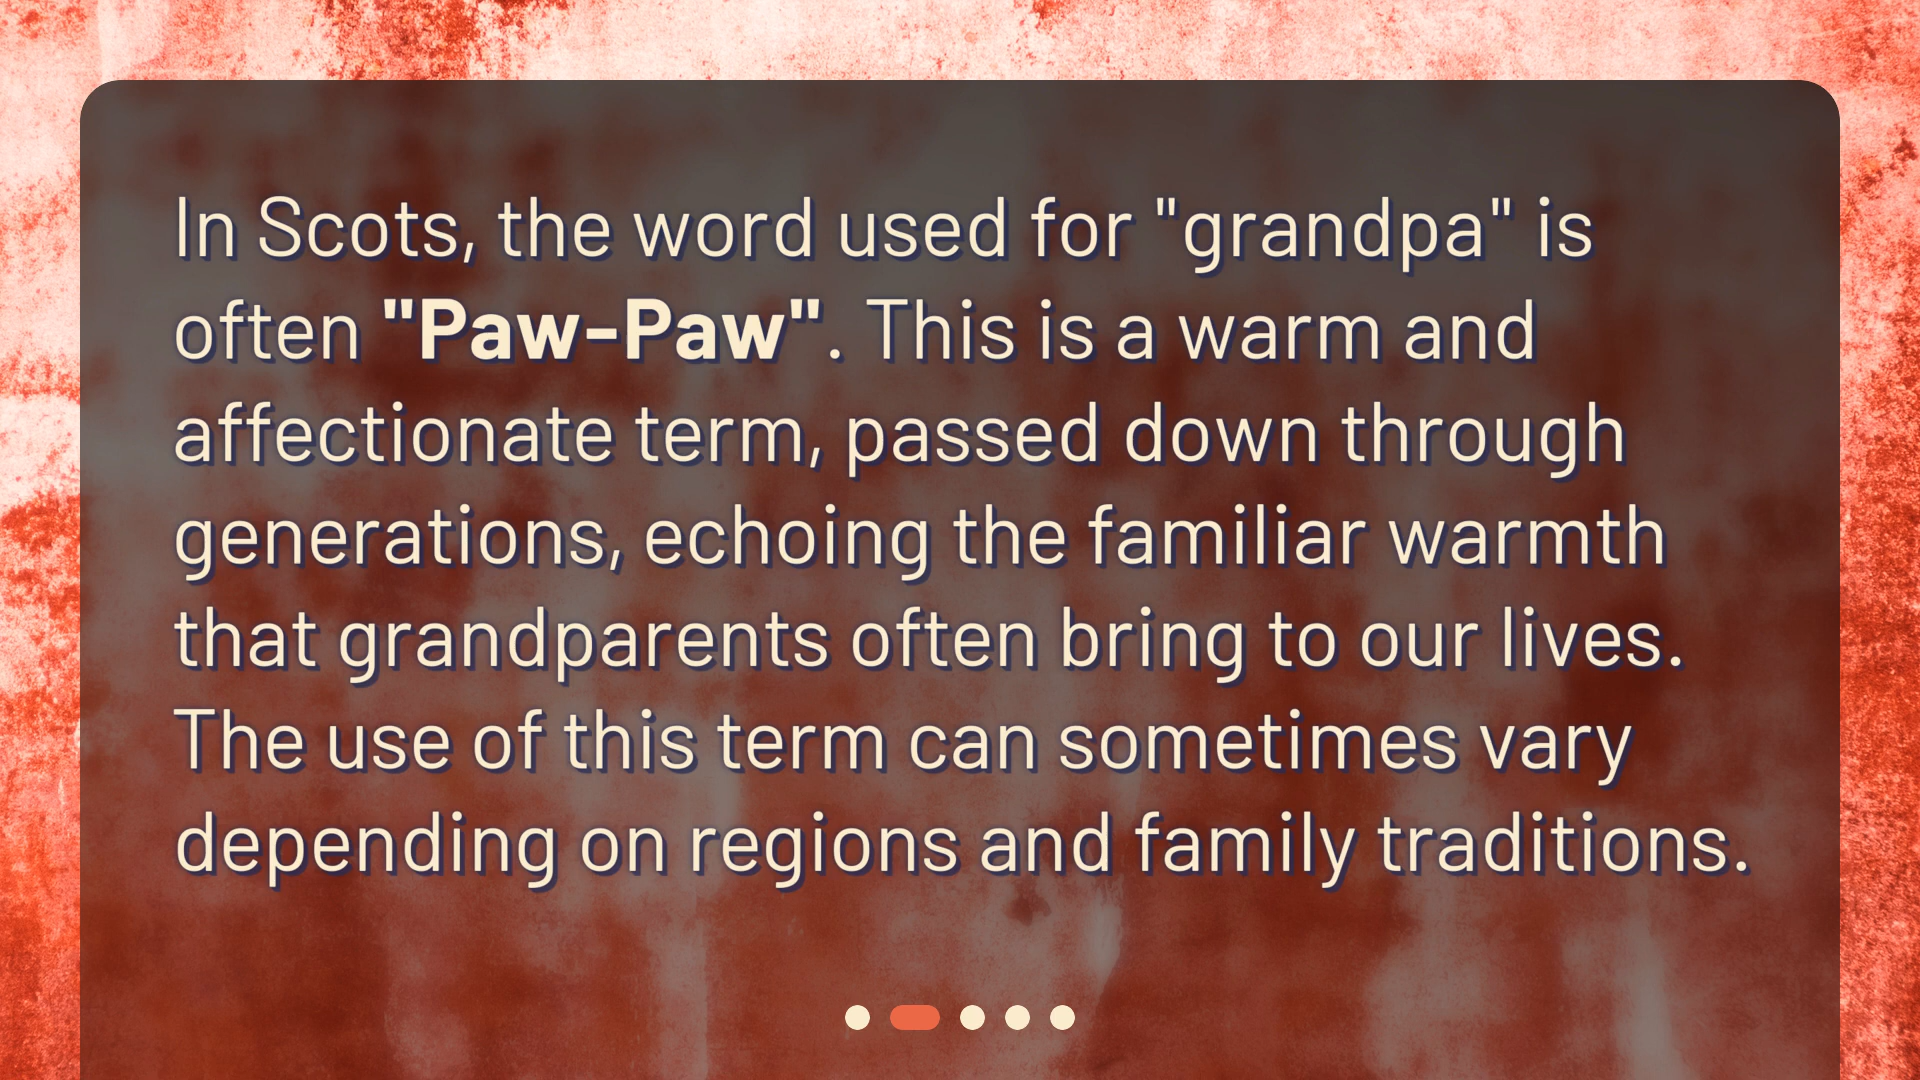 In Scots, the word used for "grandpa" is
often "Paw-Paw". This is a warm and
affectionate term, passed down through
generations, echoing the familiar warmth
that grandparents often bring to our lives.
The use of this term can sometimes vary
depending on regions and family traditions.